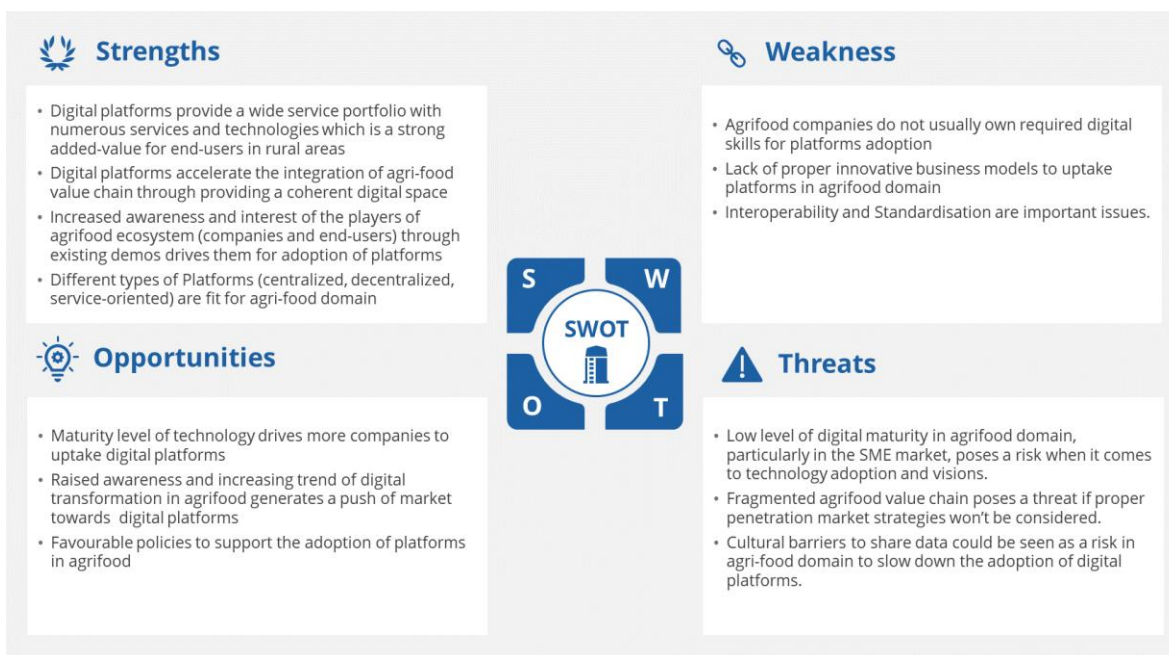 Strengths
• Digital platforms provide a wide service portfolio with
numerous services and technologies which is a strong
added-value for end-users in rural areas
• Digital platforms accelerate the integration of agri-food
value chain through providing a coherent digital space
• Increased awareness and interest of the players of
agrifood ecosystem (companies and end-users) through
existing demos drives them for adoption of platforms
• Different types of Platforms (centralized, decentralized,
service-oriented) are fit for agri-food domain
Weakness
• Agrifood companies do not usually own required digital
skills for platforms adoption
• Lack of proper innovative business models to uptake
platforms in agrifood domain
• Interoperability and Standardisation are important issues.
S
W
SWOT
O
T
Opportunities
• Maturity level of technology drives more companies to
uptake digital platforms
• Raised awareness and increasing trend of digital
transformation in agrifood generates a push of market
towards digital platforms
• Favourable policies to support the adoption of platforms
in agrifood
Threats
• Low level of digital maturity in agrifood domain,
particularly in the SME market, poses a risk when it comes
to technology adoption and visions.
• Fragmented agrifood value chain poses a threat if proper
penetration market strategies won't be considered.
• Cultural barriers to share data could be seen as a risk in
agri-food domain to slow down the adoption of digital
platforms.